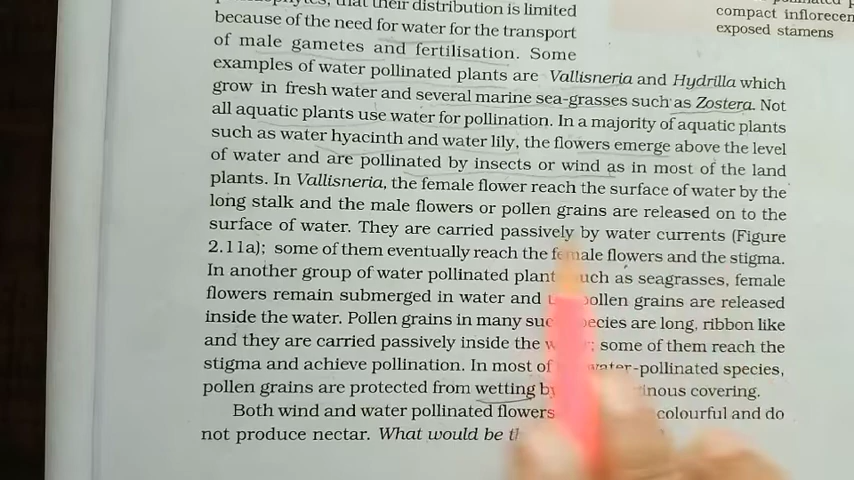 that their distribution is limited
because of the need for water for the transport
of male gametes and fertilisation. Some
examples of water pollinated plants are Vallisneria and Hydrilla which
grow in fresh water and several marine sea-grasses such as Zostera. Not
all aquatic plants use water for pollination. In a majority of aquatic plants
such as water hyacinth and water lily, the flowers emerge above the level
of water and are pollinated by insects or wind as in most of the land
plants. In Vallisneria, the female flower reach the surface of water by the
long stalk and the male flowers or pollen grains are released on to the
surface of water. They are carried passively by water currents (Figure
2.11a); some of them eventually reach the female flowers and the stigma.
In another group of water pollinated plant such as seagrasses, female
flowers remain submerged in water and pollen grains are released
inside the water. Pollen grains in many species are long, ribbon like
and they are carried passively inside the some of them reach the
stigma and achieve pollination. In most of water-pollinated species,
pollen grains are protected from wetting by covering.
Both wind and water pollinated flowers colourful and do
not produce nectar. What would be
compact
exposed stamens